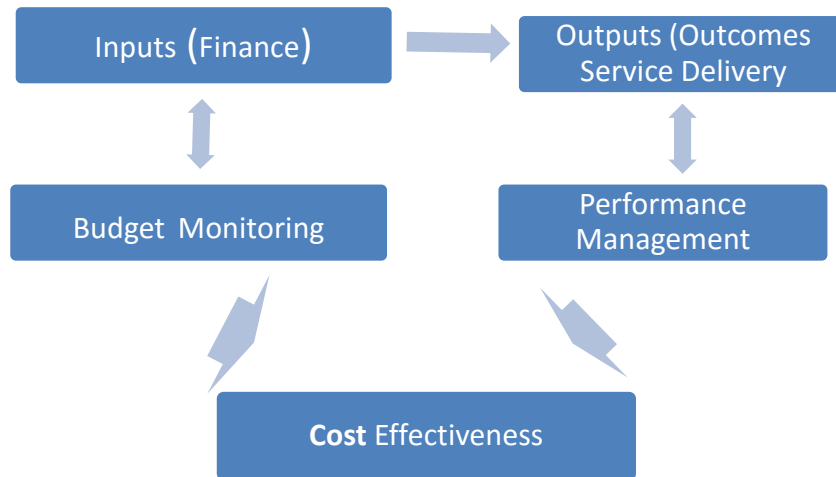 Inputs (Finance)
Outputs (Outcomes
Service Delivery
Budget Monitoring
Performance
Management
Cost Effectiveness